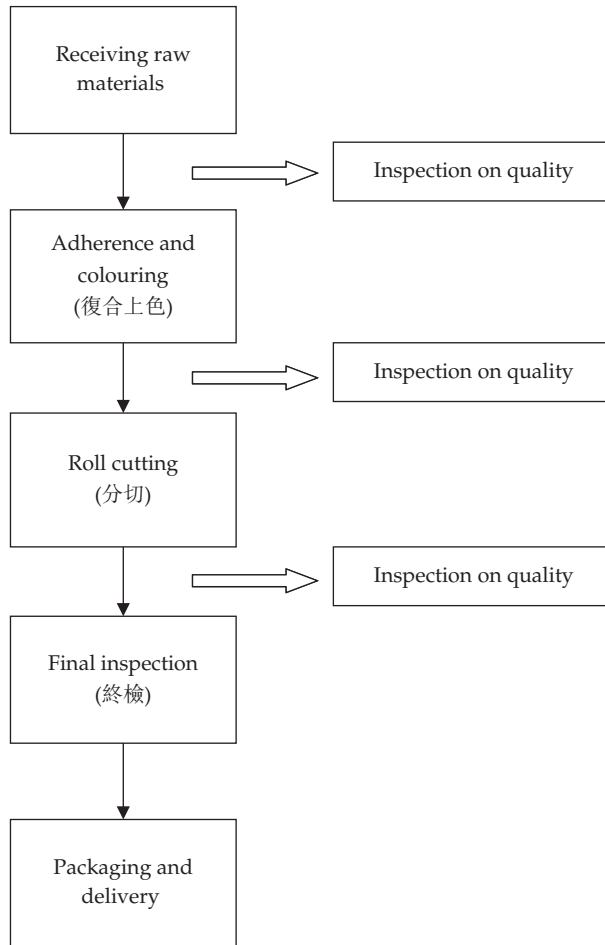 Receiving raw
materials
Inspection on quality
Adherence and
colouring
(復合上色)
Inspection on quality
Roll cutting
(分切)
Inspection on quality
Final inspection
(終檢)
Packaging and
delivery